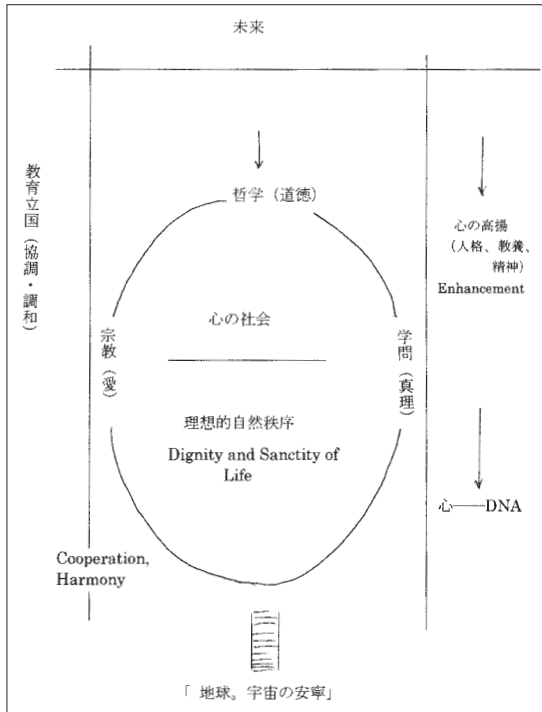 未来
教育立国（協調・調和）
哲学（道徳）
心の高揚
（人格、教養、
精神）
Enhancement
心の社会
宗教（愛）
学問（真理）
理想的自然秩序
Dignity and Sanctity of
Life
心——DNA
Cooperation,
Harmony
「 地球。宇宙の安寧」